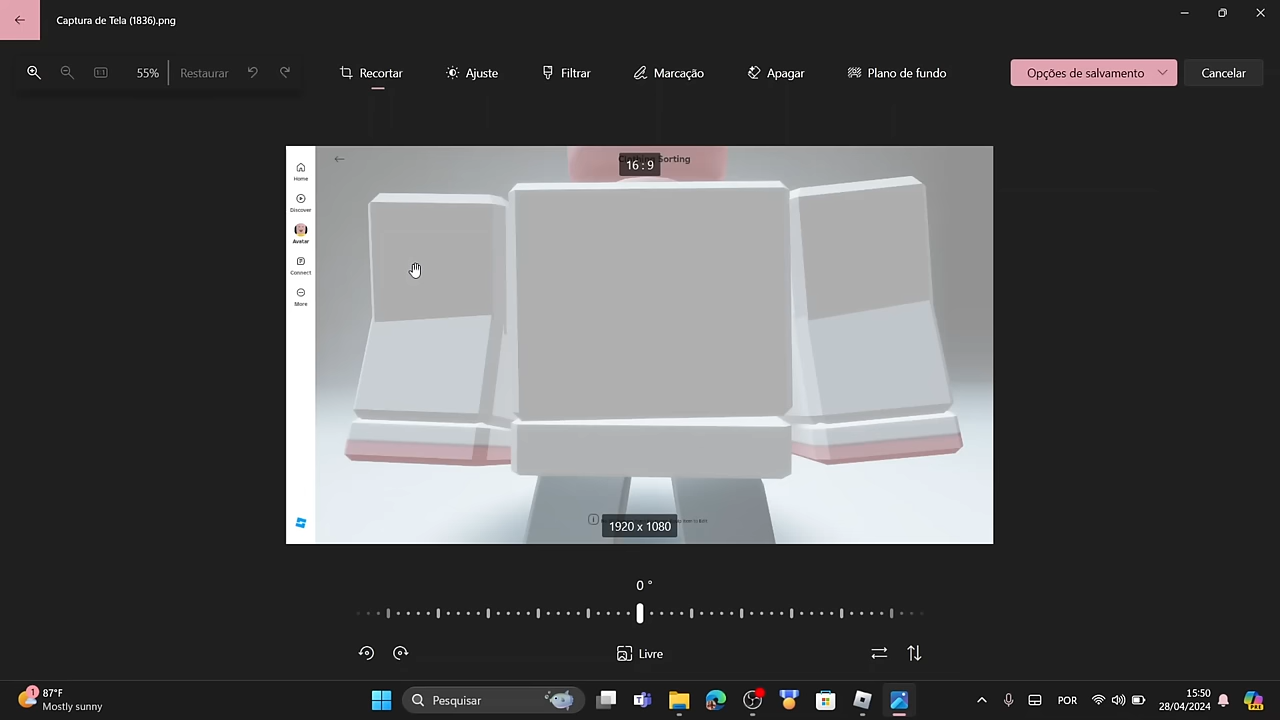 Captura de Tela (1836).png
55%
Restaurar
Recortar
Ajuste
Filtrar
Marcação
Apagar
Plano de fundo
Opções de salvamento
Cancelar
Sorting
16 : 9
Home
Discover
Avatar
Connect
More
1920 x 1080
0 °
Livre
1
87°F
Mostly sunny
Pesquisar
POR
15:50
28/04/2024